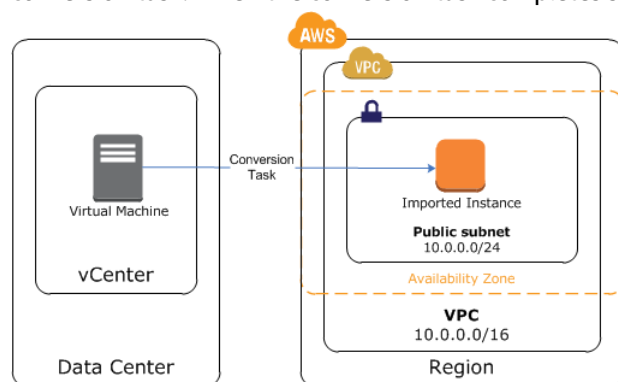 AWS
VPC
Conversion
Task
Virtual Machine
Imported Instance
Public subnet
10.0.0.0/24
vCenter
Availability Zone
VPC
10.0.0.0/16
Data Center
Region